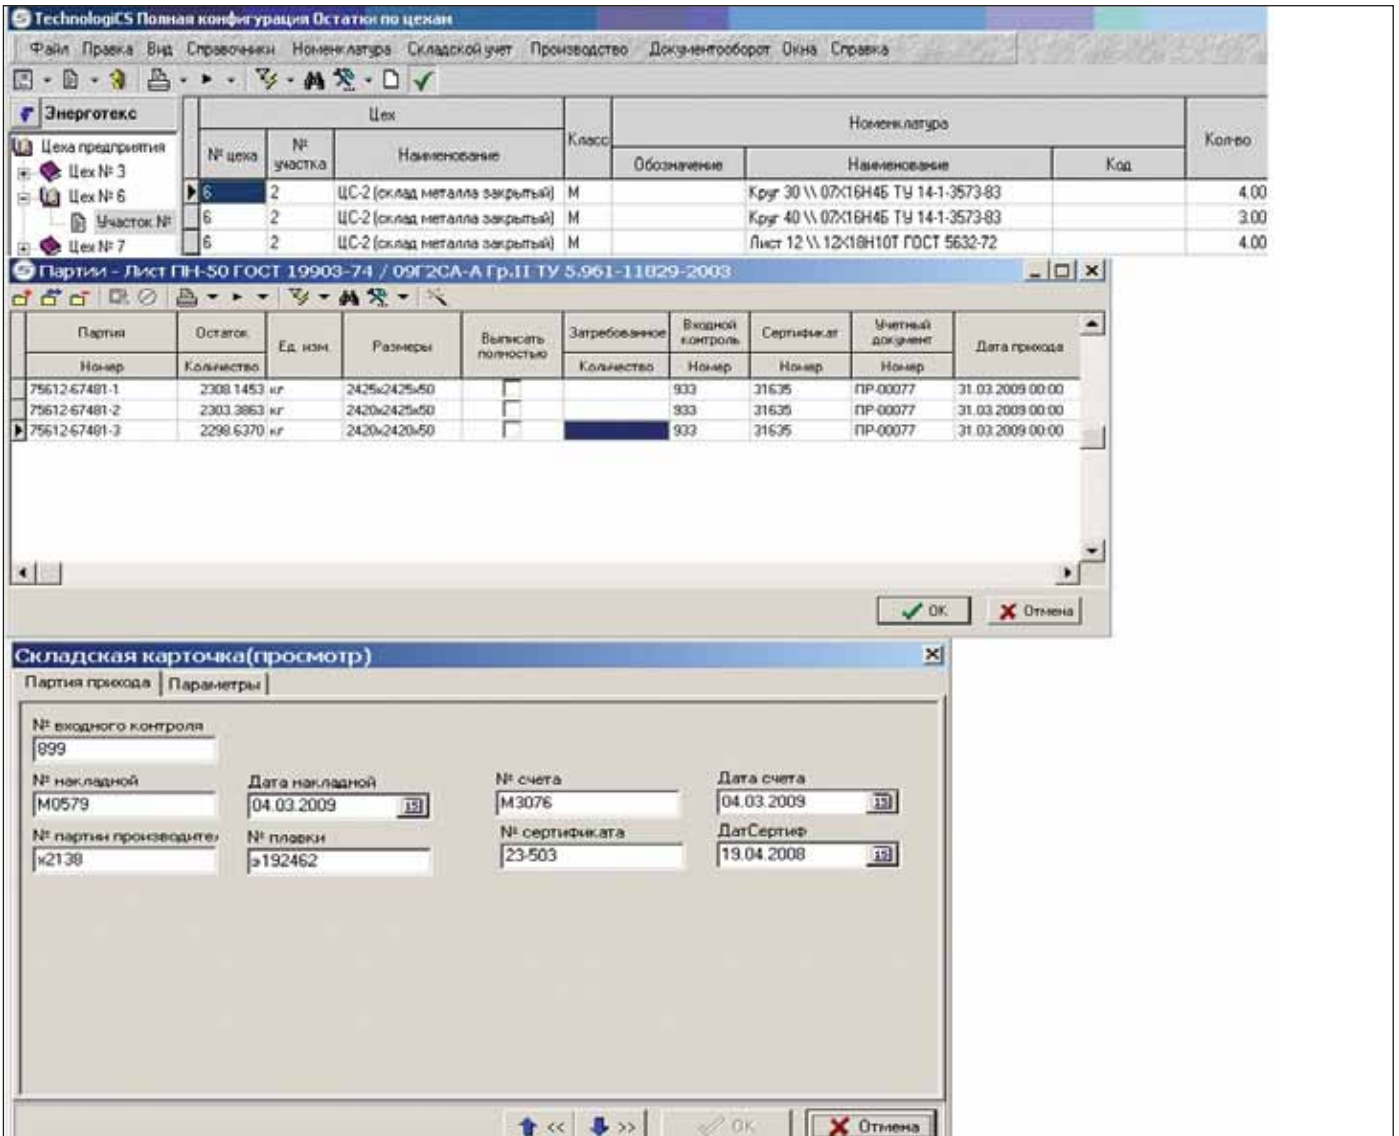 TechnologiCS Полная конфигурация Остатки по цехам
Файл Правка Вид Справочники Номенклатура Складской учет Производство Документооборот Окна Справка
Энерготекс
Цеха предприятия
Цех № 3
Цех № 6
Участок №
Цех № 7
Цех Класс Номенклатура Кол-во
№ цеха № участка Наименование Обозначение Наименование Код
6 2 ЦС-2 (склад металла закрытый) М Круг 30 \\ 07Х16Н4Б ТУ 14-1-3573-83 4.00
6 2 ЦС-2 (склад металла закрытый) М Круг 40 \\ 07Х16Н4Б ТУ 14-1-3573-83 3.00
6 2 ЦС-2 (склад металла закрытый) М Лист 12 \\ 12Х18Н10Т ГОСТ 5632-72 4.00
Партии - Лист ПН-50 ГОСТ 19903-74 / 09Г2СА-А Гр.II ТУ 5.961-11829-2003
Партия Остаток Ед. изм. Размеры Выписать полностью Затребованное Входной контроль Сертификат Учетный документ Дата прихода
Номер Количество Количество Номер Номер Номер
75612-67481-1 2308.1453 кг 2425x2425x50 933 31635 ПР-00077 31.03.2009 00:00
75612-67481-2 2303.3863 кг 2420x2425x50 933 31635 ПР-00077 31.03.2009 00:00
75612-67481-3 2298.6370 кг 2420x2420x50 933 31635 ПР-00077 31.03.2009 00:00
OK Отмена
Складская карточка(просмотр)
Партия прихода Параметры
№ входного контроля
899
№ накладной Дата накладной № счета Дата счета
М0579 04.03.2009 15 М3076 04.03.2009 15
№ партии производите № плавки № сертификата ДатСертиф
к2138 э192462 23-503 19.04.2008 15
<< >> OK Отмена